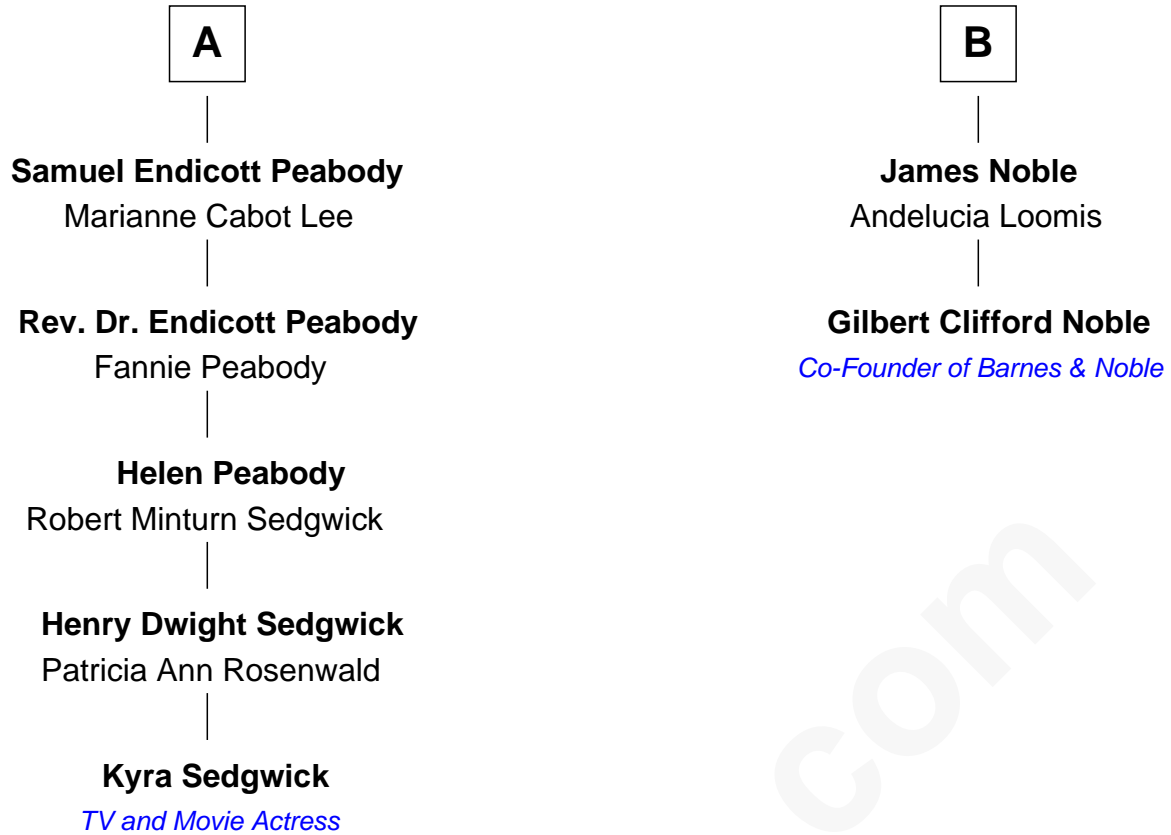 A
Samuel Endicott Peabody
Marianne Cabot Lee
Rev. Dr. Endicott Peabody
Fannie Peabody
Helen Peabody
Robert Minturn Sedgwick
Henry Dwight Sedgwick
Patricia Ann Rosenwald
Kyra Sedgwick
TV and Movie Actress
B
James Noble
Andelucia Loomis
Gilbert Clifford Noble
Co-Founder of Barnes & Noble
com